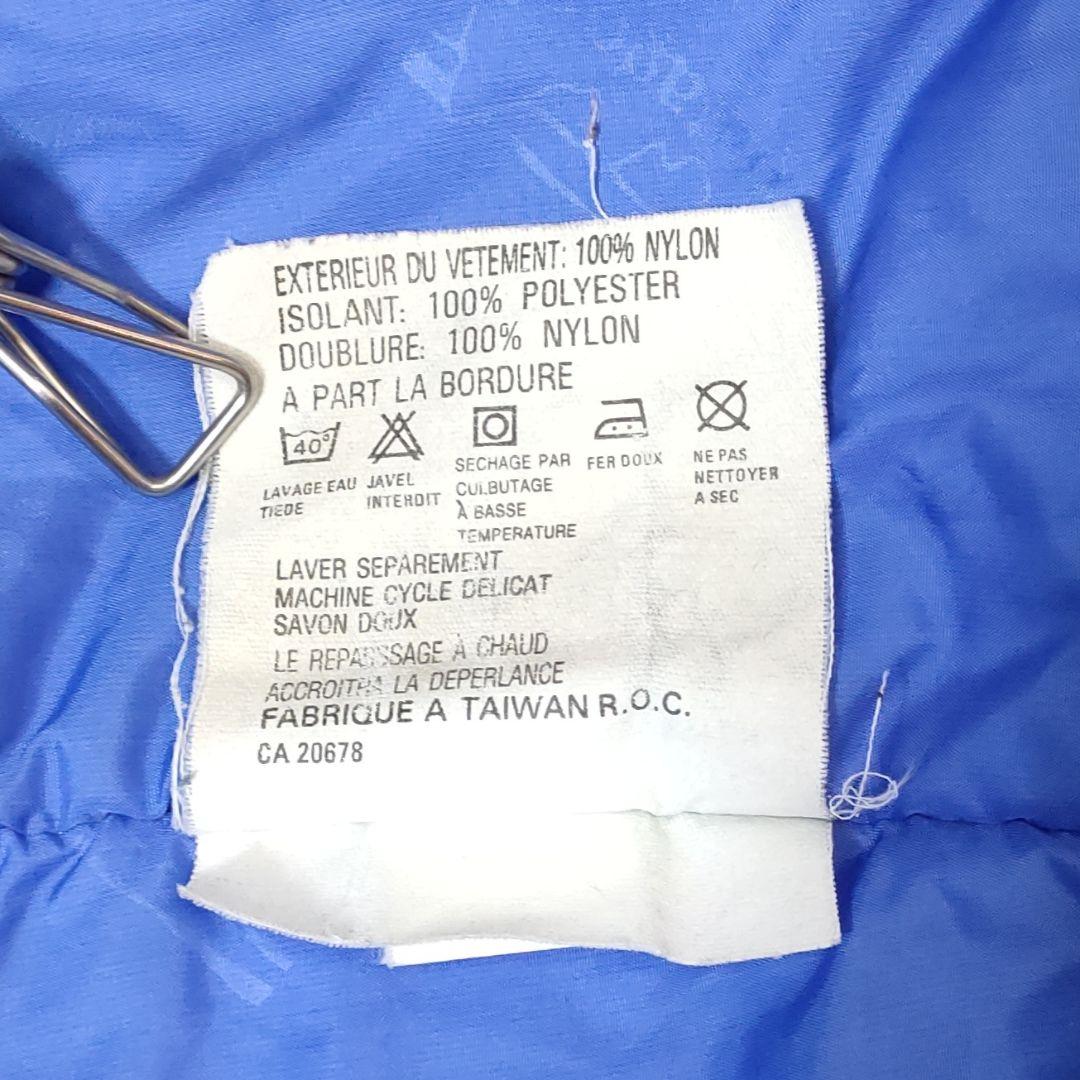 EXTERIEUR DU VETEMENT: 100% NYLON
ISOLANT: 100% POLYESTER
DOUBLURE: 100% NYLON
À PART LA BORDURE
40°
LAVAGE EAU
TIEDE
JAVEL
INTERDIT
SECHAGE PAR
CULBUTAGE
À BASSE
TEMPERATURE
FER DOUX
NE PAS
NETTOYER
A SEC
LAVER SEPAREMENT
MACHINE CYCLE DELICAT
SAVON DOUX
LE REPASSSAGE À CHAUD
ACCROITRA LA DEPERLANCE
FABRIQUE A TAIWAN R.O.C.
CA 20678